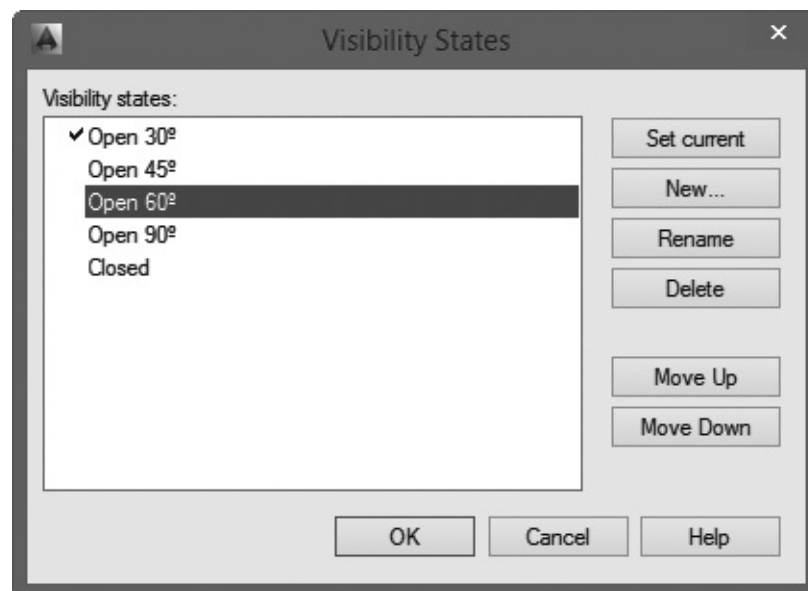 Visibility States
Visibility states:
Open 30º
Open 45º
Open 60º
Open 90º
Closed
Set current
New...
Rename
Delete
Move Up
Move Down
OK
Cancel
Help